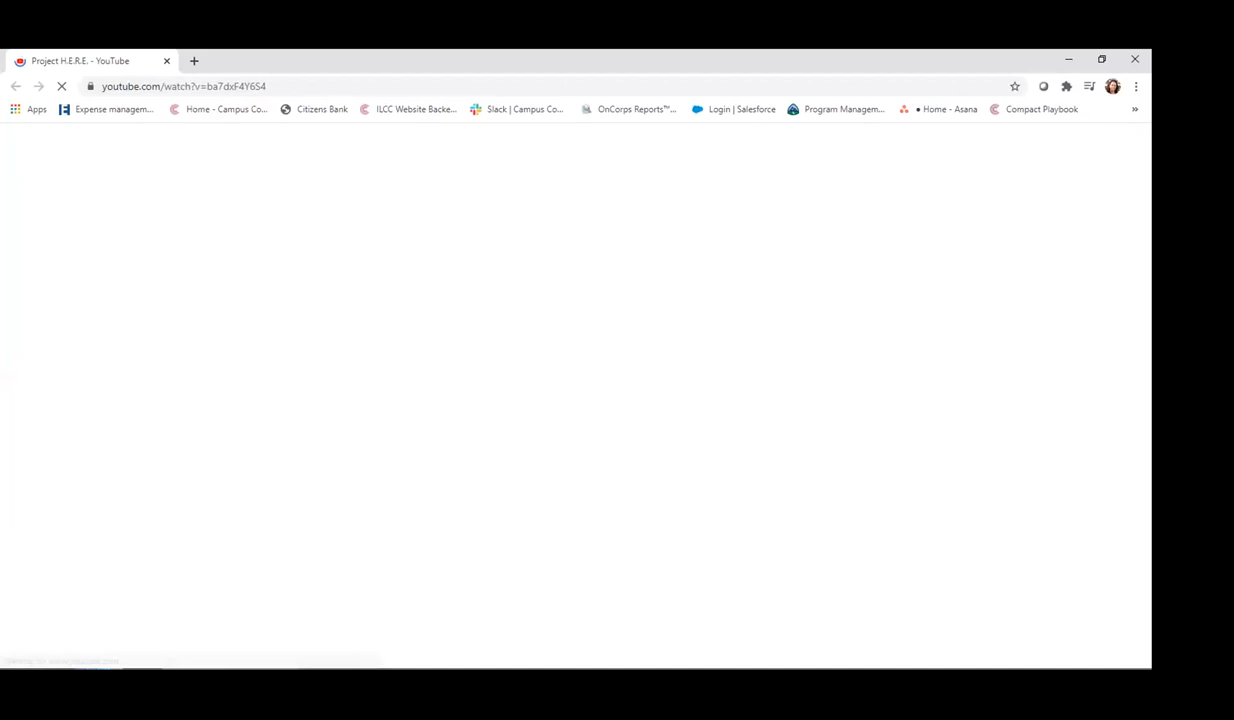 Project H.E.R.E. - YouTube
youtube.com/watch?v=ba7dxF4Y6S4
Apps Expense managem... Home - Campus Co... Citizens Bank ILCC Website Backe... Slack | Campus Co... OnCorps Reports™... Login | Salesforce Program Managem... • Home - Asana Compact Playbook »